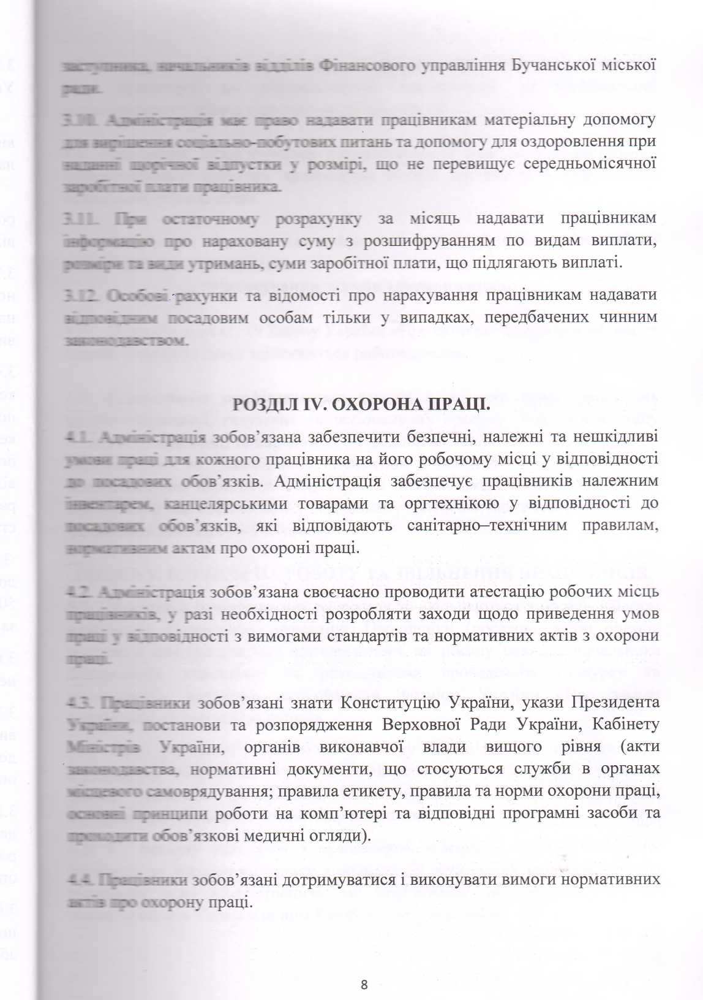 заступника, начальників відділів Фінансового управління Бучанської міської
ради.
3.10. Адміністрація має право надавати працівникам матеріальну допомогу
для вирішення соціально-побутових питань та допомогу для оздоровлення при
наданні щорічної відпустки у розмірі, що не перевищує середньомісячної
заробітної плати працівника.
3.11. При остаточному розрахунку за місяць надавати працівникам
інформацію про нараховану суму з розшифруванням по видам виплати,
розміри та види утримань, суми заробітної плати, що підлягають виплаті.
3.12. Особові рахунки та відомості про нарахування працівникам надавати
відповідним посадовим особам тільки у випадках, передбачених чинним
законодавством.
РОЗДІЛ IV. ОХОРОНА ПРАЦІ.
4.1. Адміністрація зобов’язана забезпечити безпечні, належні та нешкідливі
умови праці для кожного працівника на його робочому місці у відповідності
до посадових обов’язків. Адміністрація забезпечує працівників належним
інвентарем, канцелярськими товарами та оргтехнікою у відповідності до
посадових обов’язків, які відповідають санітарно–технічним правилам,
нормативним актам про охороні праці.
4.2. Адміністрація зобов’язана своєчасно проводити атестацію робочих місць
працівників, у разі необхідності розробляти заходи щодо приведення умов
праці у відповідності з вимогами стандартів та нормативних актів з охорони
праці.
4.3. Працівники зобов’язані знати Конституцію України, укази Президента
України, постанови та розпорядження Верховної Ради України, Кабінету
Міністрів України, органів виконавчої влади вищого рівня (акти
законодавства, нормативні документи, що стосуються служби в органах
місцевого самоврядування; правила етикету, правила та норми охорони праці,
основні принципи роботи на комп’ютері та відповідні програмні засоби та
проходити обов’язкові медичні огляди).
4.4. Працівники зобов’язані дотримуватися і виконувати вимоги нормативних
актів про охорону праці.
8